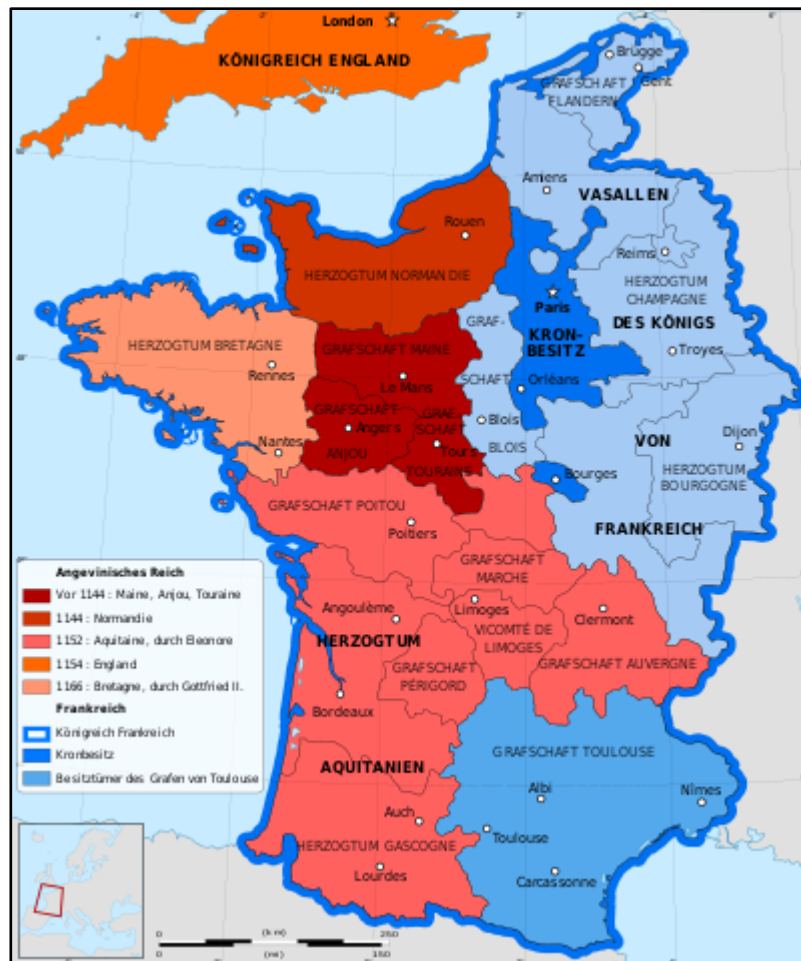 London
KÖNIGREICH ENGLAND
Brügge
Gent
GRAFSCHAFT
FLANDERN
Amiens
VASALLEN
Rouen
Reims
HERZOGTUM NORMANDIE
HERZOGTUM
CHAMPAGNE
Paris
GRAF-
DES KÖNIGS
KRON-
BESITZ
HERZOGTUM BRETAGNE
GRAFSCHAFT MAINE
Troyes
Rennes
Le Mans
SCHAFT
Orléans
GRAFSCHAFT
Angers
ANJOU
GRAF-
SCHAFT
Tours
TOURAINS
Blois
BLOIS
VON
Dijon
Nantes
Bourges
HERZOGTUM
BOURGOGNE
GRAFSCHAFT POITOU
Poitiers
FRANKREICH
GRAFSCHAFT
MARCHE
Angoulême
Limoges
Clermont
HERZOGTUM
VICOMTÉ DE
LIMOGES
GRAFSCHAFT
PÉRIGORD
GRAFSCHAFT AUVERGNE
Bordeaux
GRAFSCHAFT TOULOUSE
AQUITANIEN
Albi
Nîmes
Auch
Toulouse
HERZOGTUM GASCOGNE
Lourdes
Carcassonne
Angevinisches Reich
Vor 1144 : Maine, Anjou, Touraine
1144 : Normandie
1152 : Aquitaine, durch Eleonore
1154 : England
1166 : Bretagne, durch Gottfried II.
Frankreich
Königreich Frankreich
Kronbesitz
Besitztümer des Grafen von Toulouse
0 (km) 250
0 (mi) 150